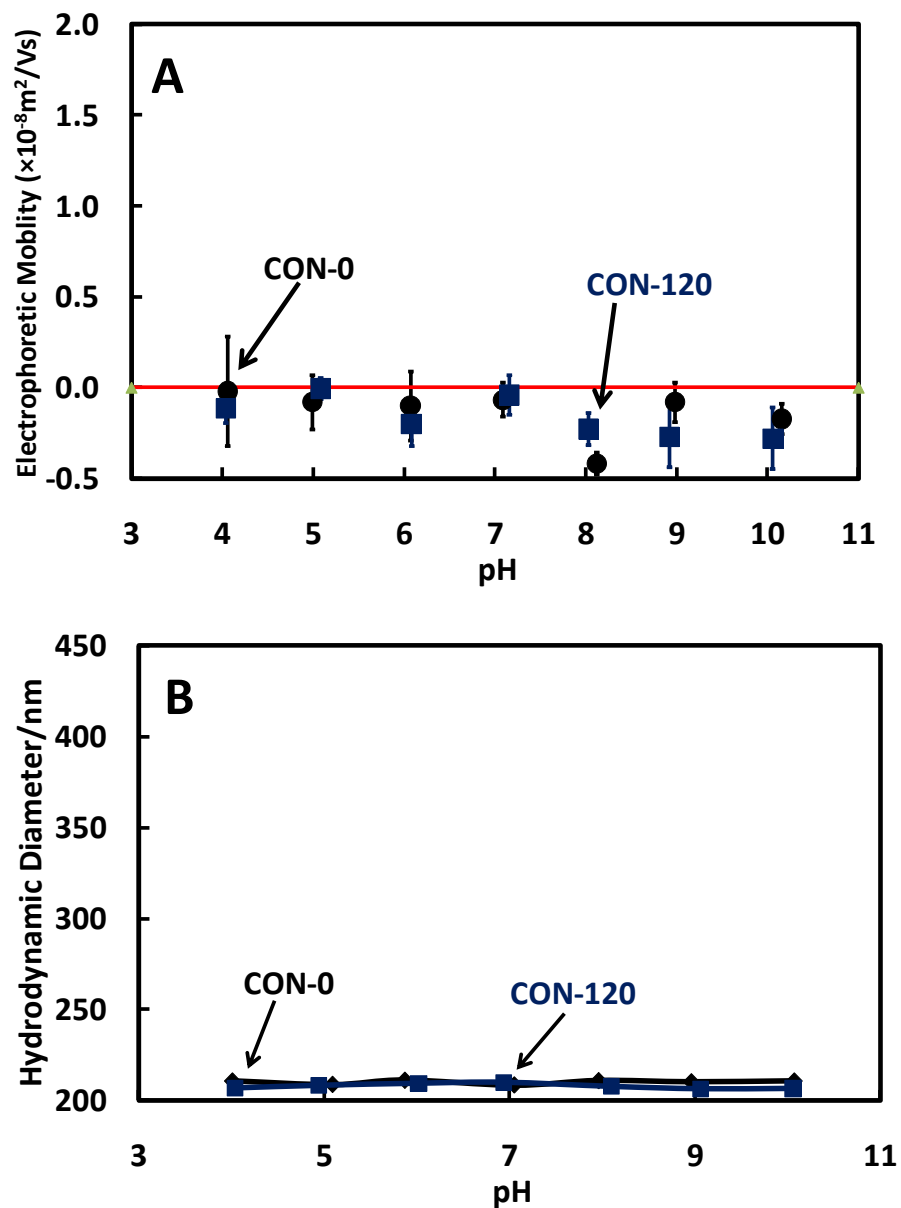 A
Electrophoretic Moblity (×10⁻⁸m²/Vs)
2.0
1.5
1.0
0.5
0.0
-0.5
CON-0
CON-120
3 4 5 6 7 8 9 10 11
pH
B
Hydrodynamic Diameter/nm
450
400
350
300
250
200
CON-0
CON-120
3 5 7 9 11
pH